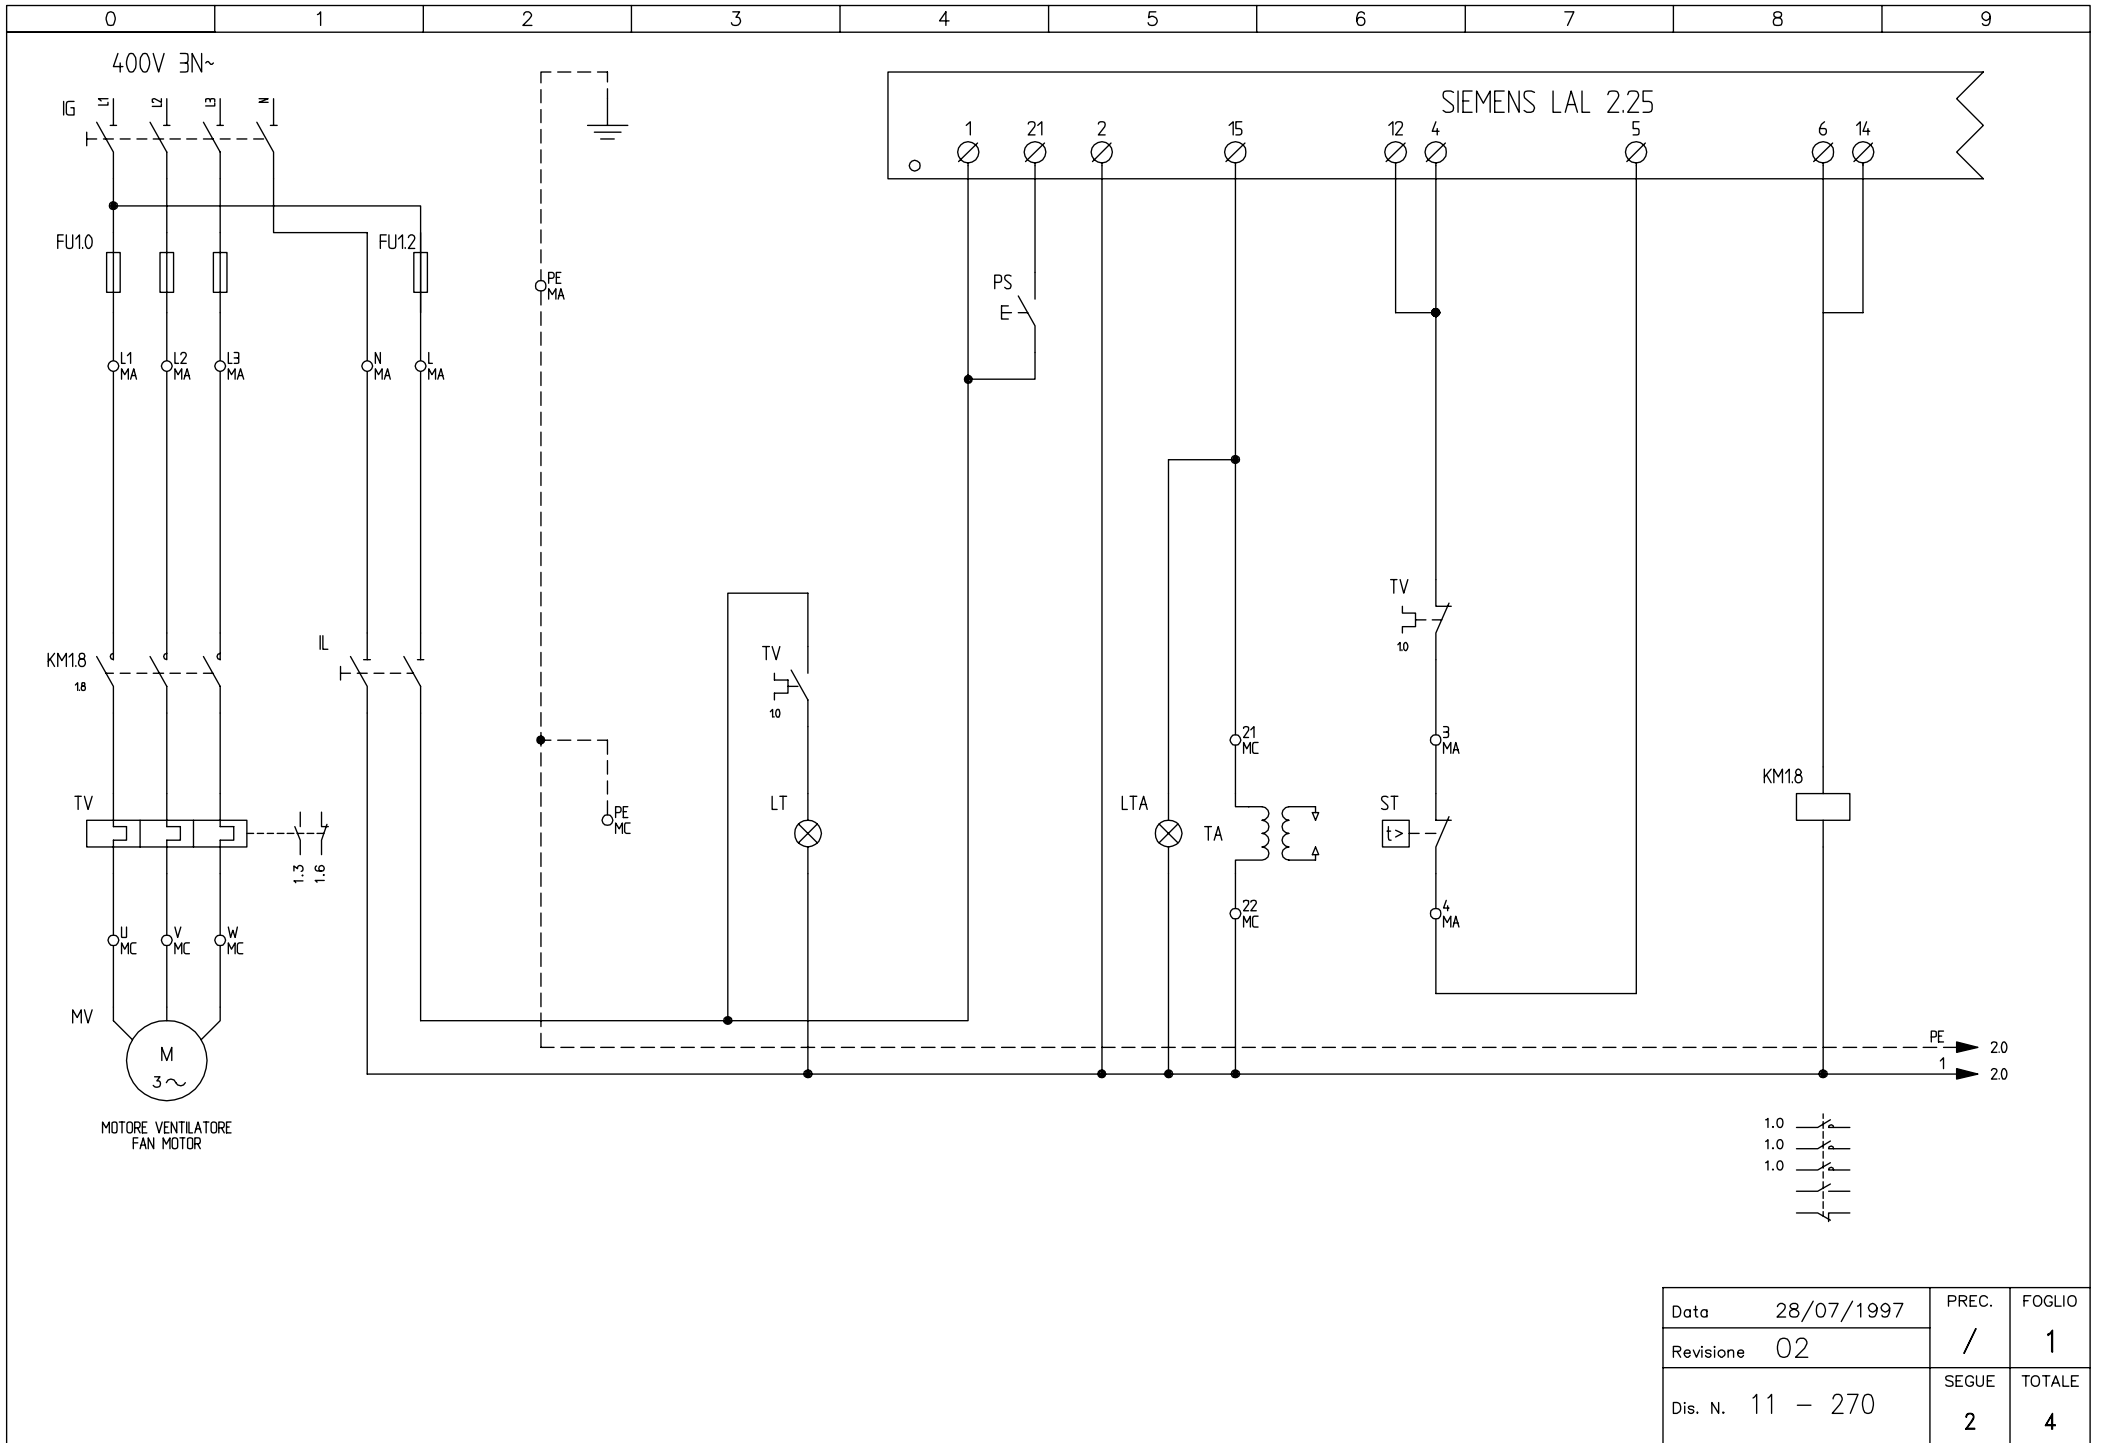 0 1 2 3 4 5 6 7 8 9
400V 3N~
IG L1 L2 L3 N
SIEMENS LAL 2.25
1 21 2 15 12 4 5 6 14
FU1.0 FU1.2
PE
MA
PS
L1
MA
L2
MA
L3
MA
N
MA
L
MA
TV
1.0
IL
KM1.8
1.8
TV
1.0
21
MC
3
MA
KM1.8
TV
LT
PE
MC
LTA
TA
ST
t>
1.3
1.6
22
MC
4
MA
U
MC
V
MC
W
MC
MV
M
3~
PE 2.0
1 2.0
MOTORE VENTILATORE
FAN MOTOR
1.0
1.0
1.0
Data 28/07/1997
PREC.
/
FOGLIO
1
Revisione 02
Dis. N. 11 - 270
SEGUE
2
TOTALE
4